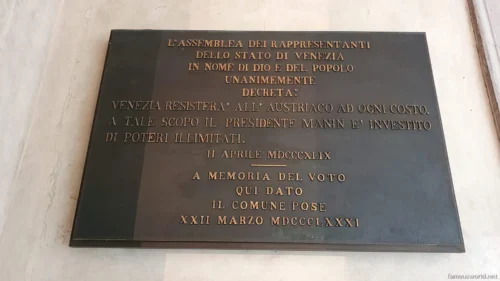 L'ASSEMBLEA DEI RAPPRESENTANTI
DELLO STATO DI VENEZIA
IN NOME DI DIO E DEL POPOLO
UNANIMEMENTE
DECRETA:
VENEZIA RESISTERA' ALL' AUSTRIACO AD OGNI COSTO.
A TALE SCOPO IL PRESIDENTE MANIN E' INVESTITO
DI POTERI ILLIMITATI.
II APRILE MDCCCXLIX
A MEMORIA DEL VOTO
QUI DATO
IL COMUNE POSE
XXII MARZO MDCCCLXXXI
famousworld.net